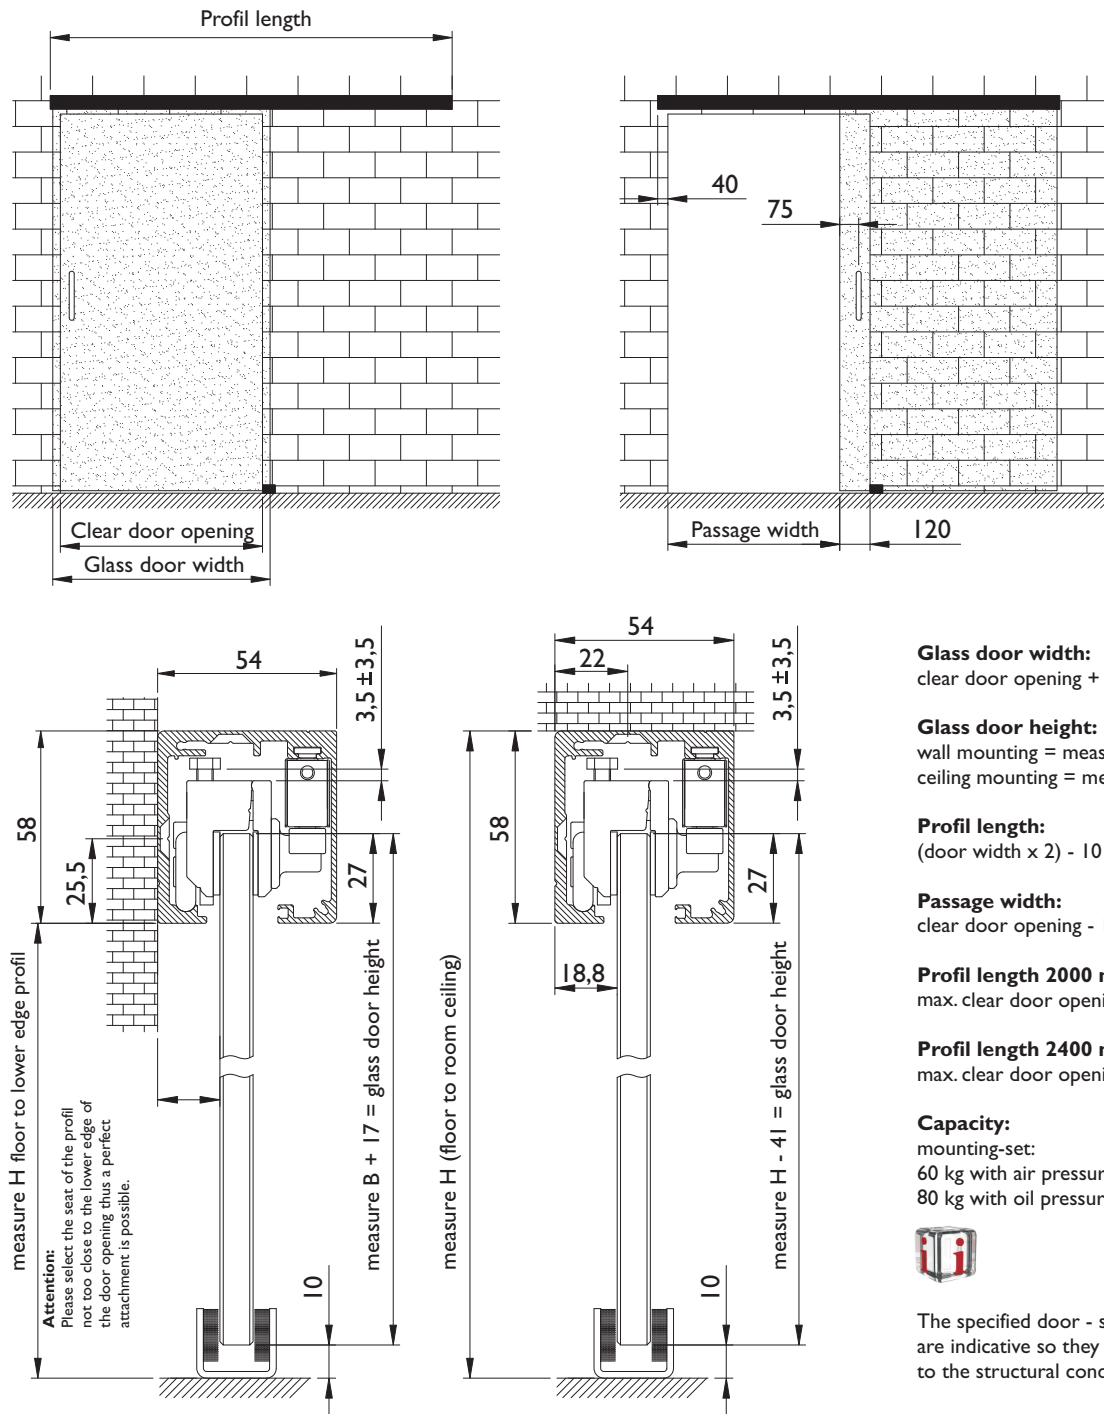 Profil length
40
75
Clear door opening
Glass door width
Passage width
120
54
3,5 ±3,5
58
25,5
27
measure H floor to lower edge profil
Attention:
Please select the seat of the profil
not too close to the lower edge of
the door opening thus a perfect
attachment is possible.
measure B + 17 = glass door height
10
54
22
3,5 ±3,5
58
27
18,8
measure H (floor to room ceiling)
measure H - 41 = glass door height
10
Glass door width:
clear door opening +
Glass door height:
wall mounting = meas
ceiling mounting = me
Profil length:
(door width x 2) - 10
Passage width:
clear door opening -
Profil length 2000
max. clear door openi
Profil length 2400
max. clear door openi
Capacity:
mounting-set:
60 kg with air pressur
80 kg with oil pressur
i i
The specified door - s
are indicative so they
to the structural cond